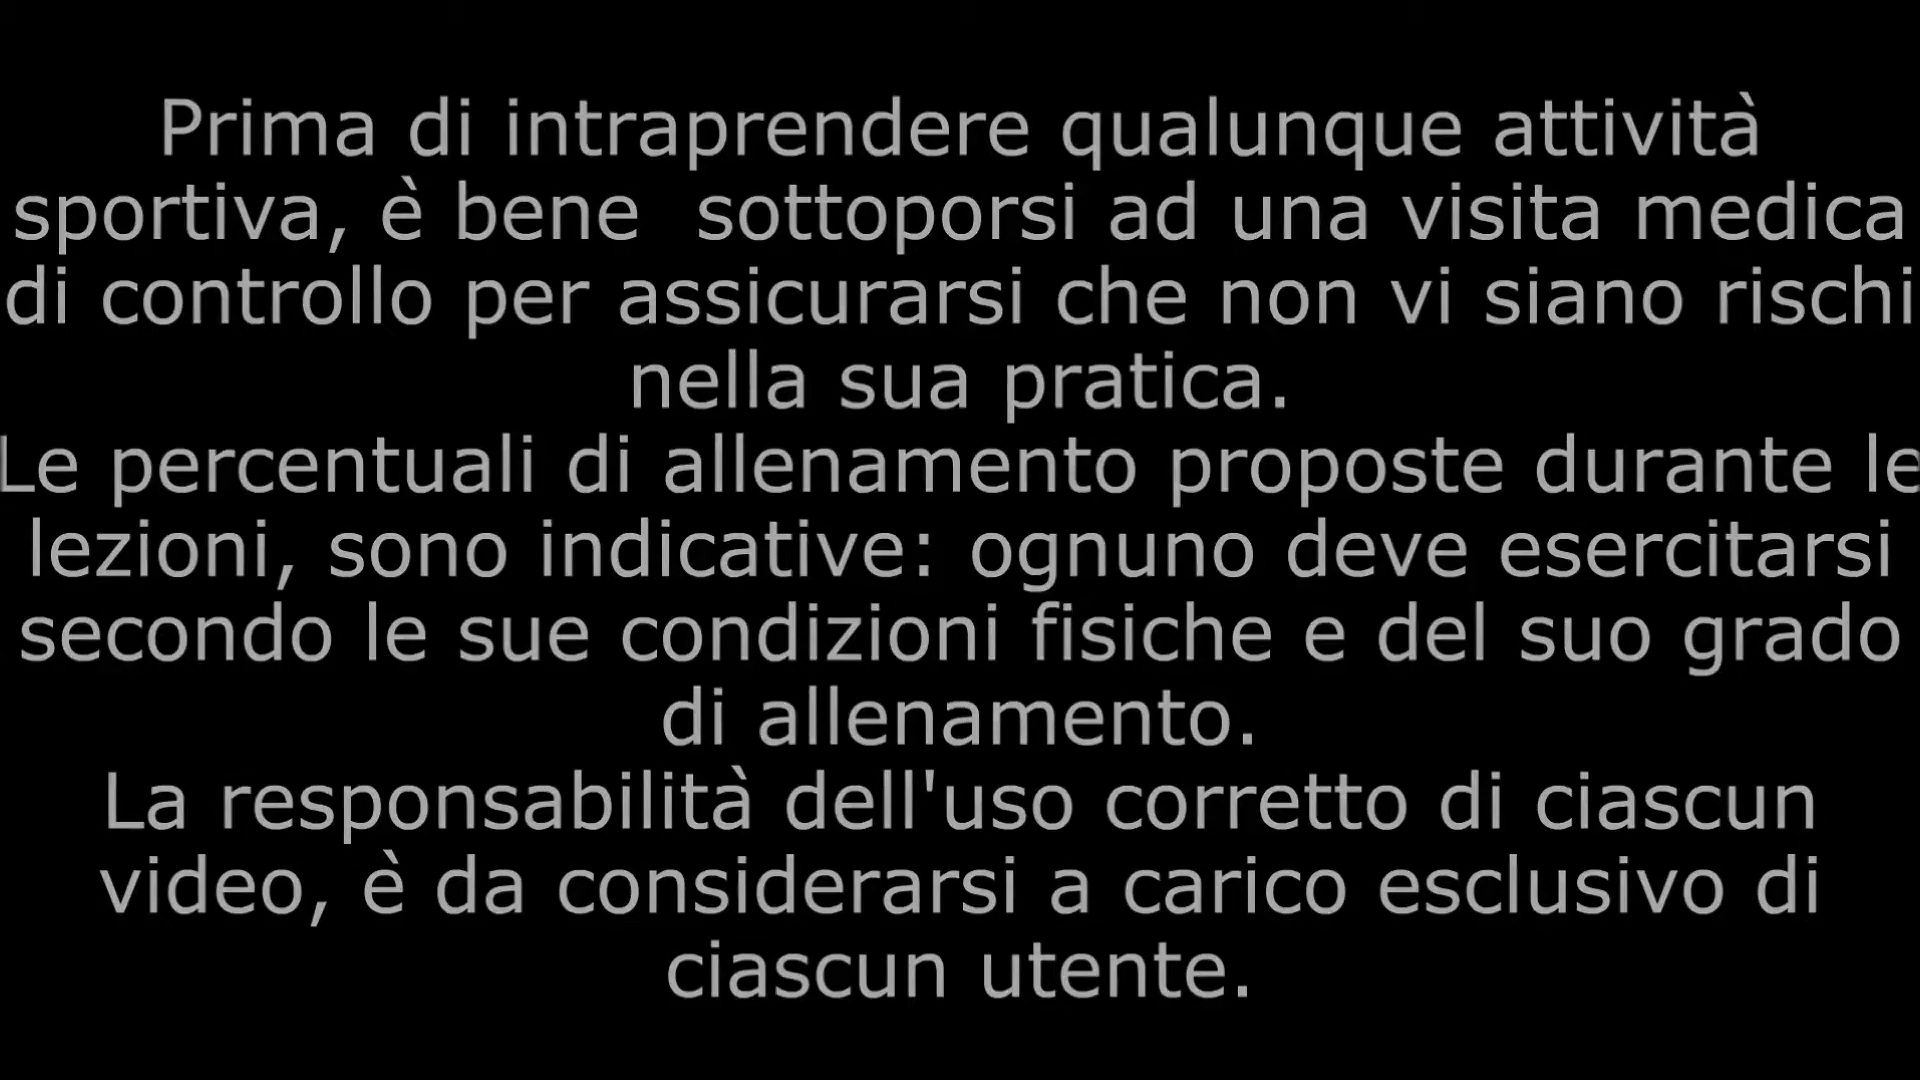 Prima di intraprendere qualunque attività
sportiva, è bene  sottoporsi ad una visita medica
di controllo per assicurarsi che non vi siano rischi
nella sua pratica.
Le percentuali di allenamento proposte durante le
lezioni, sono indicative: ognuno deve esercitarsi
secondo le sue condizioni fisiche e del suo grado
di allenamento.
La responsabilità dell'uso corretto di ciascun
video, è da considerarsi a carico esclusivo di
ciascun utente.